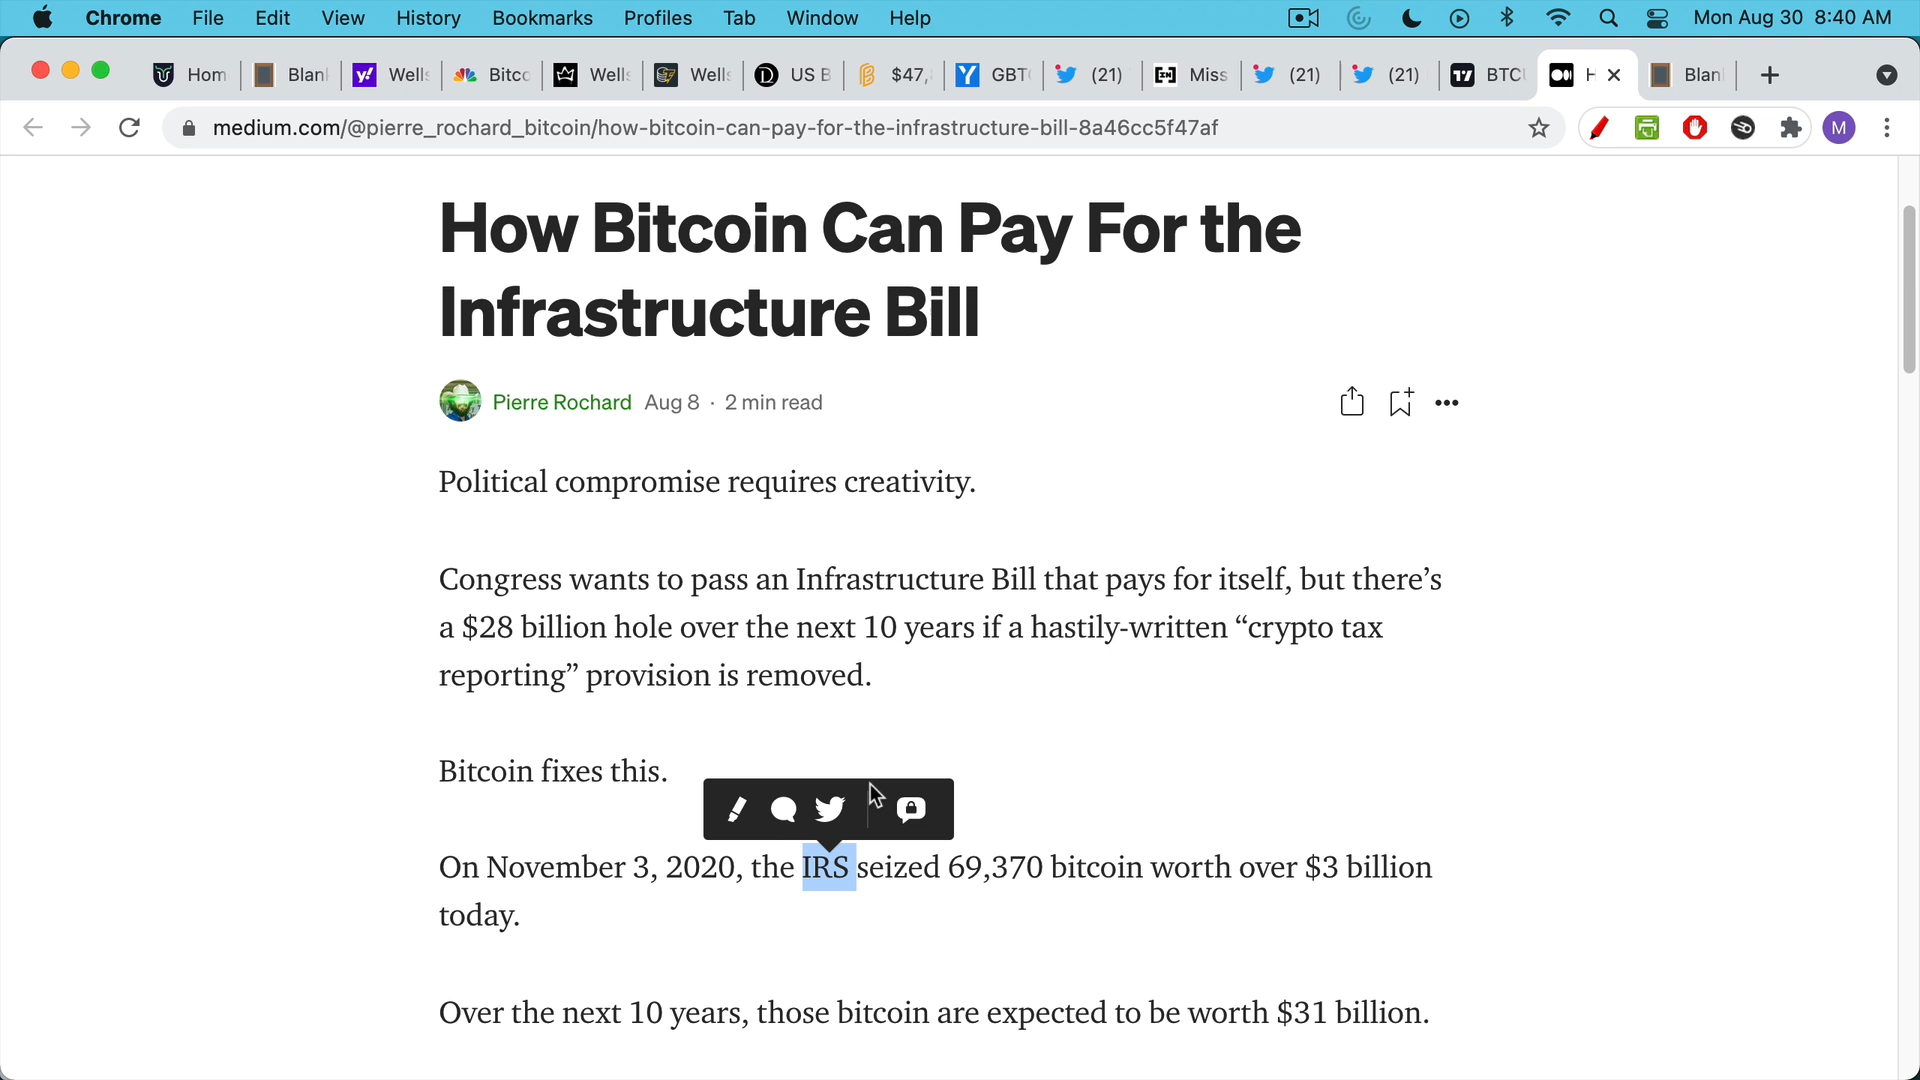 Chrome File Edit View History Bookmarks Profiles Tab Window Help Mon Aug 30 8:40 AM
Hom Blan Wells Bitco Wells Wells US B $47, GBT (21) Miss (21) (21) BTC H Blan
medium.com/@pierre_rochard_bitcoin/how-bitcoin-can-pay-for-the-infrastructure-bill-8a46cc5f47af M
How Bitcoin Can Pay For the
Infrastructure Bill
Pierre Rochard Aug 8 · 2 min read
Political compromise requires creativity.
Congress wants to pass an Infrastructure Bill that pays for itself, but there’s
a $28 billion hole over the next 10 years if a hastily-written “crypto tax
reporting” provision is removed.
Bitcoin fixes this.
On November 3, 2020, the IRS seized 69,370 bitcoin worth over $3 billion
today.
Over the next 10 years, those bitcoin are expected to be worth $31 billion.